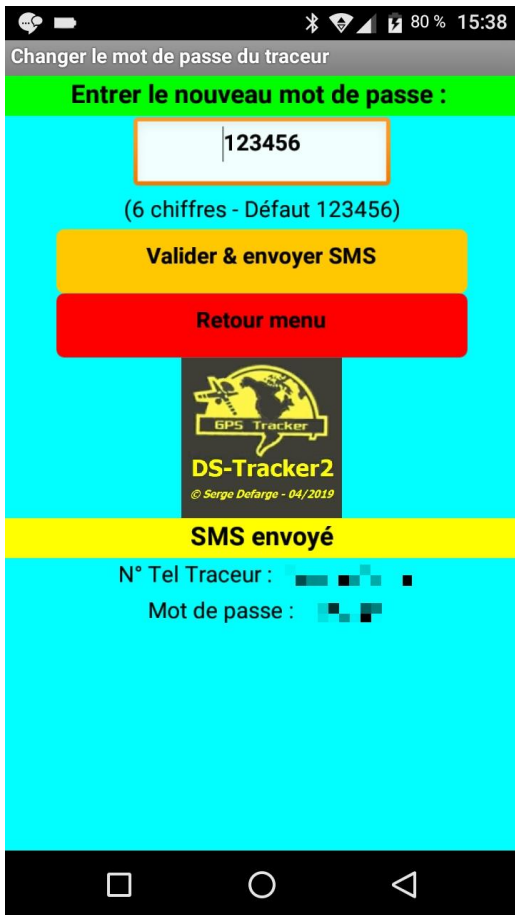 80 % 15:38
Changer le mot de passe du traceur
Entrer le nouveau mot de passe :
123456
(6 chiffres - Défaut 123456)
Valider & envoyer SMS
Retour menu
GPS Tracker
DS-Tracker2
© Serge Defarge - 04/2019
SMS envoyé
N° Tel Traceur :
Mot de passe :